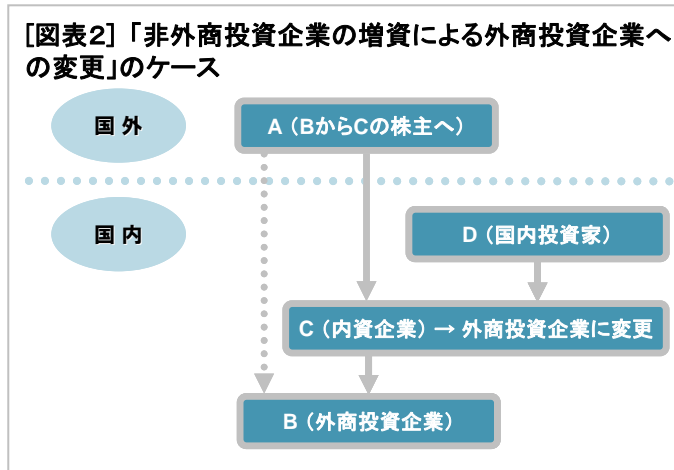 [図表2] 「非外商投資企業の増資による外商投資企業へ
の変更」のケース
国外
A（BからCの株主へ）
国内
D（国内投資家）
C（内資企業）→ 外商投資企業に変更
B（外商投資企業）